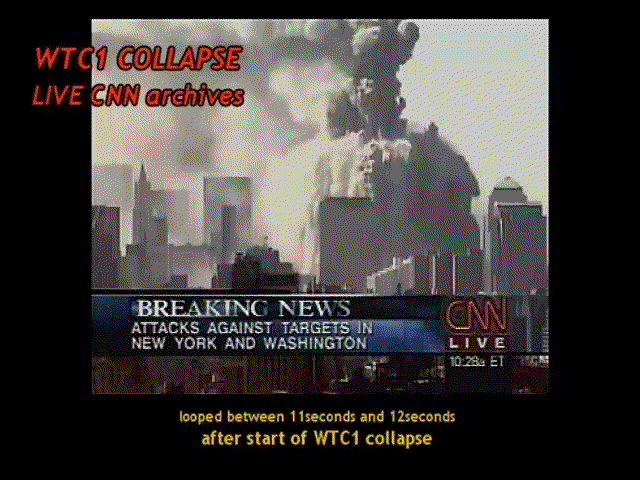 WTC1 COLLAPSE
LIVE CNN archives
BREAKING NEWS
ATTACKS AGAINST TARGETS IN
NEW YORK AND WASHINGTON
CNN
LIVE
10:28a ET
looped between 11seconds and 12seconds
after start of WTC1 collapse